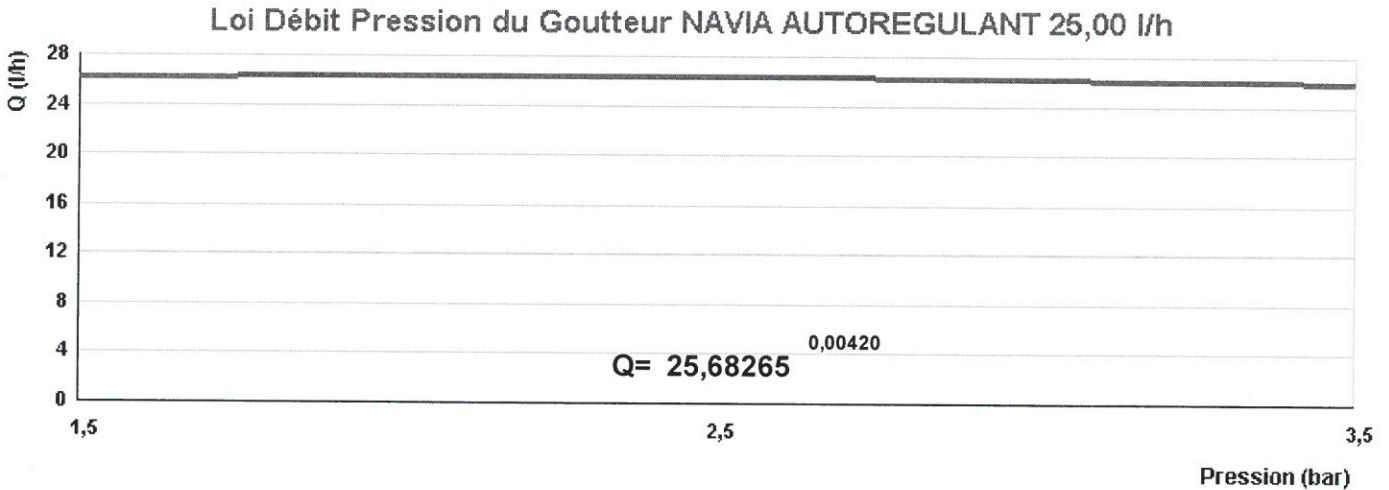 Loi Débit Pression du Goutteur NAVIA AUTOREGULANT 25,00 l/h
Q (l/h)
28
24
20
16
12
8
4
0
Q= 25,68265 0,00420
1,5 2,5 3,5
Pression (bar)